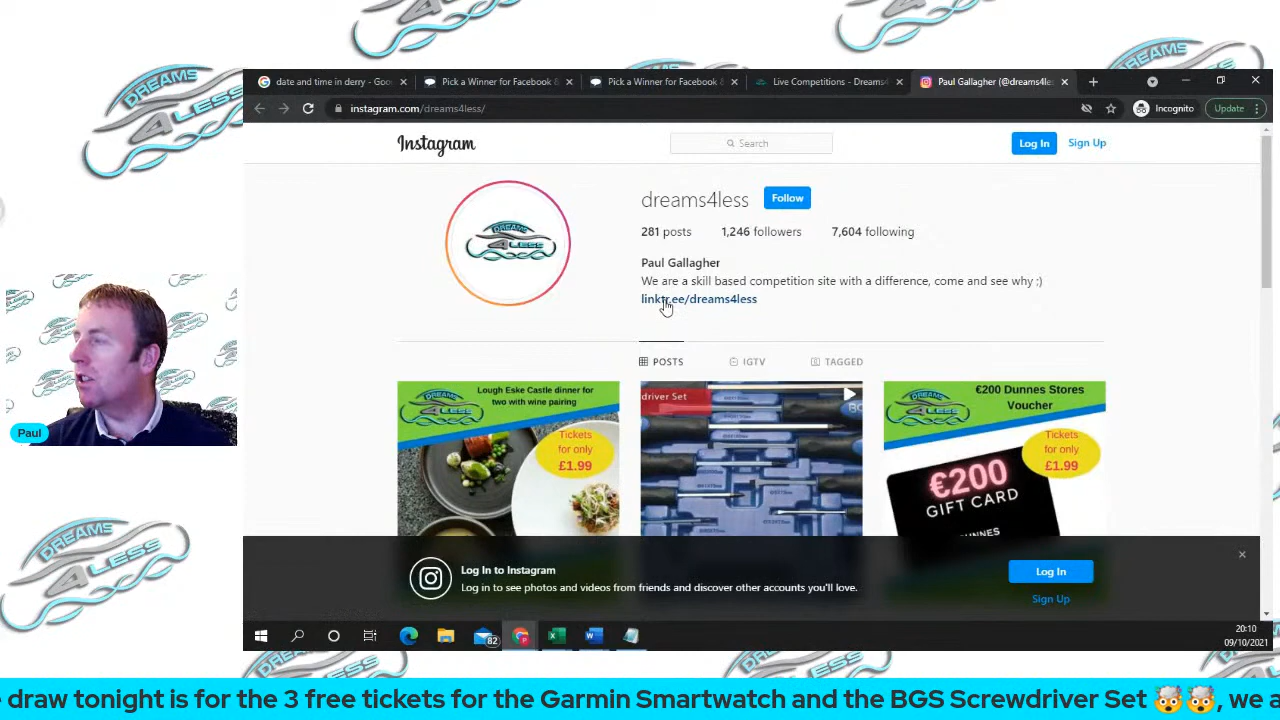 DREAMS
4LESS
date and time in derry - Goo
Pick a Winner for Facebook &
Pick a Winner for Facebook &
Live Competitions - Dreams4
Paul Gallagher (@dreams4les
instagram.com/dreams4less/
Incognito
Update
Instagram
Search
Log In
Sign Up
DREAMS
4LESS
dreams4less
Follow
281 posts
1,246 followers
7,604 following
Paul Gallagher
We are a skill based competition site with a difference, come and see why ;)
linktr.ee/dreams4less
POSTS
IGTV
TAGGED
Lough Eske Castle dinner for
two with wine pairing
Tickets
for only
£1.99
driver Set
€200 Dunnes Stores
Voucher
Tickets
for only
£1.99
€200
GIFT CARD
DUNNES
Log In to Instagram
Log in to see photos and videos from friends and discover other accounts you'll love.
Log In
Sign Up
Paul
82
20:10
09/10/2021
draw tonight is for the 3 free tickets for the Garmin Smartwatch and the BGS Screwdriver Set 🤯🤯, we a